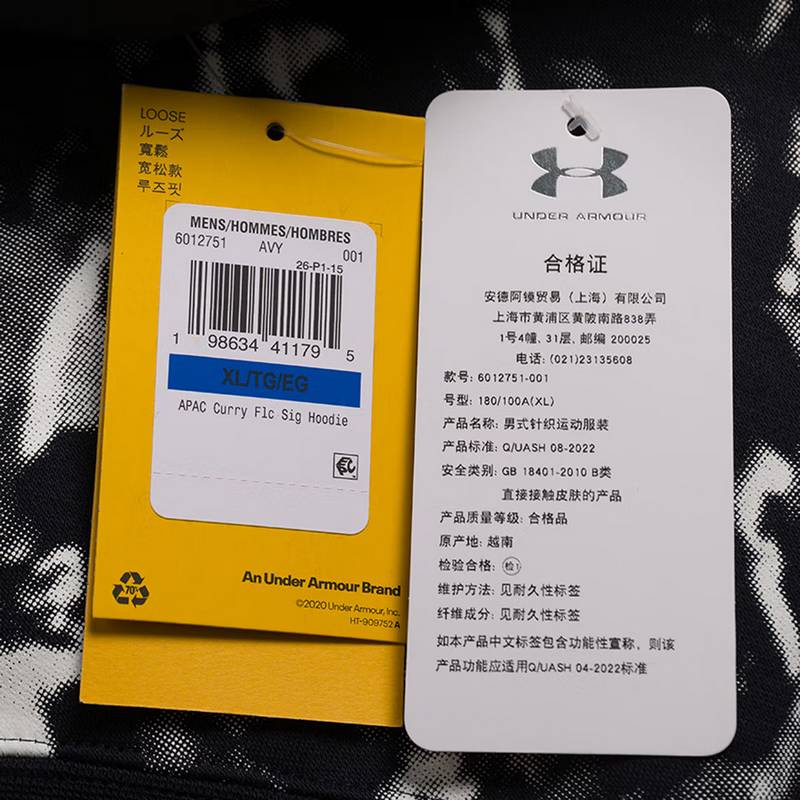 LOOSE
ルーズ
寬鬆
宽松款
루즈핏
MENS/HOMMES/HOMBRES
6012751 AVY 001
26-P1-15
1 98634 41179 5
XL/TG/EG
APAC Curry Flc Sig Hoodie
70%
An Under Armour Brand
©2020 Under Armour, Inc.
HT-909752 A
UNDER ARMOUR
合格证
安德阿镆贸易（上海）有限公司
上海市黄浦区黄陂南路838弄
1号4幢, 31层, 邮编 200025
电话: (021)23135608
款号: 6012751-001
号型: 180/100A(XL)
产品名称: 男式针织运动服装
产品标准: Q/UASH 08-2022
安全类别: GB 18401-2010 B类
直接接触皮肤的产品
产品质量等级: 合格品
原产地: 越南
检验合格: 检1
维护方法: 见耐久性标签
纤维成分: 见耐久性标签
如本产品中文标签包含功能性宣称, 则该
产品功能应适用Q/UASH 04-2022标准